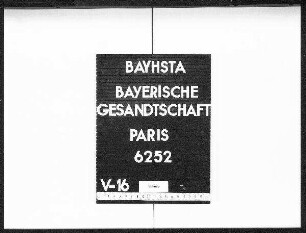 BAYHSTA
BAYERISCHE
GESANDTSCHAFT
PARIS
6252
V-16